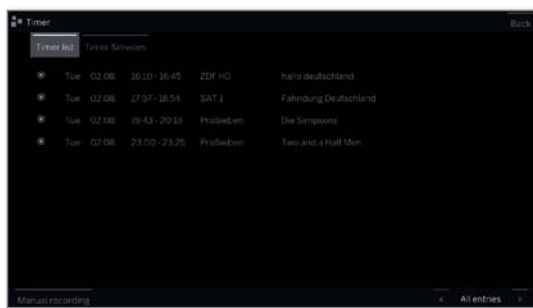 Timer Back
Timer list Timer Services
Tue 02.08. 16:10 - 16:45 ZDF HD hallo deutschland
Tue 02.08. 17:57 - 18:54 SAT.1 Fahndung Deutschland
Tue 02.08. 19:43 - 20:13 ProSieben Die Simpsons
Tue 02.08. 23:00 - 23:25 ProSieben Two and a Half Men
Manual recording < All entries >